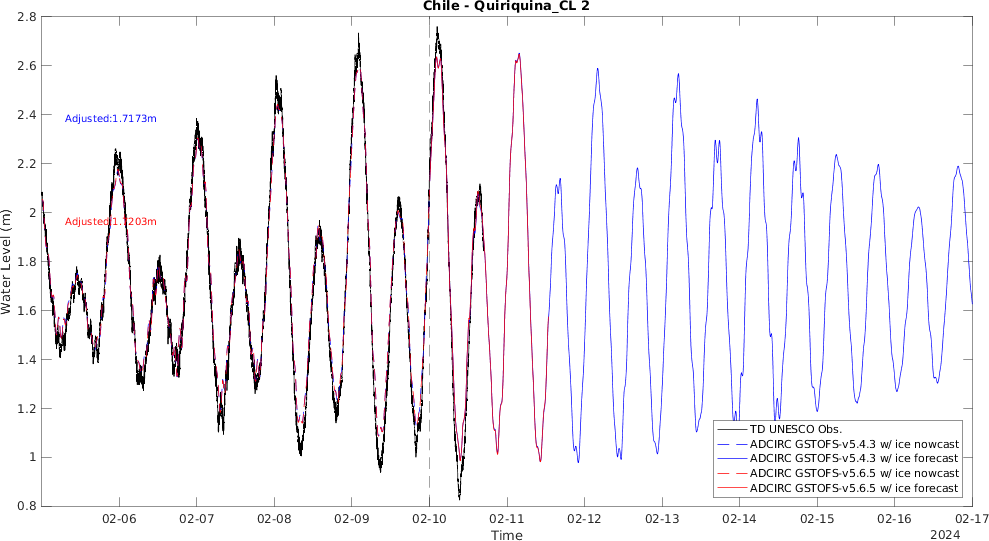 Chile - Quiriquina_CL 2
2.8
2.6
2.4
2.2
2
1.8
1.6
1.4
1.2
1
0.8
Water Level (m)
Adjusted:1.7173m
Adjusted:1.7203m
TD UNESCO Obs.
ADCIRC GSTOFS-v5.4.3 w/ ice nowcast
ADCIRC GSTOFS-v5.4.3 w/ ice forecast
ADCIRC GSTOFS-v5.6.5 w/ ice nowcast
ADCIRC GSTOFS-v5.6.5 w/ ice forecast
02-06 02-07 02-08 02-09 02-10 02-11 02-12 02-13 02-14 02-15 02-16 02-17
Time
2024